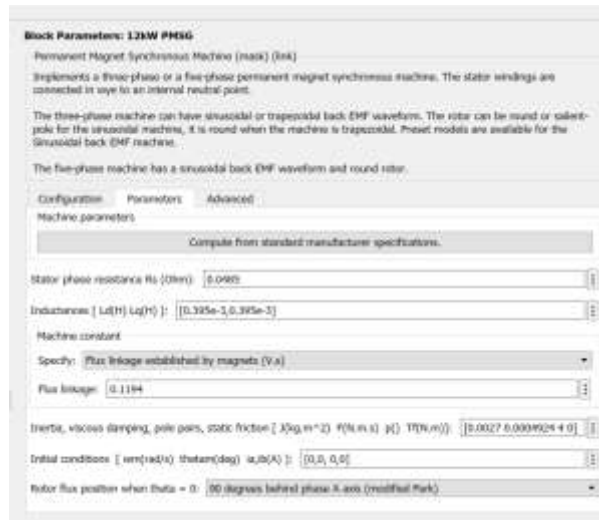 Block Parameters: 12kW PMSG
Permanent Magnet Synchronous Machine (mask) (link)
Implements a three-phase or a five-phase permanent magnet synchronous machine. The stator windings are
connected in wye to an internal neutral point.
The three-phase machine can have sinusoidal or trapezoidal back EMF waveform. The rotor can be round or salient-
pole for the sinusoidal machine, it is round when the machine is trapezoidal. Preset models are available for the
Sinusoidal back EMF machine.
The five-phase machine has a sinusoidal back EMF waveform and round rotor.
Configuration Parameters Advanced
Machine parameters
Compute from standard manufacturer specifications.
Stator phase resistance Rs (Ohm): 0.0485
Inductances [ Ld(H) Lq(H) ]: [0.395e-3,0.395e-3]
Machine constant
Specify: Flux linkage established by magnets (V.s)
Flux linkage: 0.1194
Inertia, viscous damping, pole pairs, static friction [ J(kg.m^2) F(N.m.s) p() Tf(N.m)]: [0.0027 0.0004924 4 0]
Initial conditions [ wm(rad/s) thetam(deg) ia,ib(A) ]: [0,0, 0,0]
Rotor flux position when theta = 0: 90 degrees behind phase A axis (modified Park)